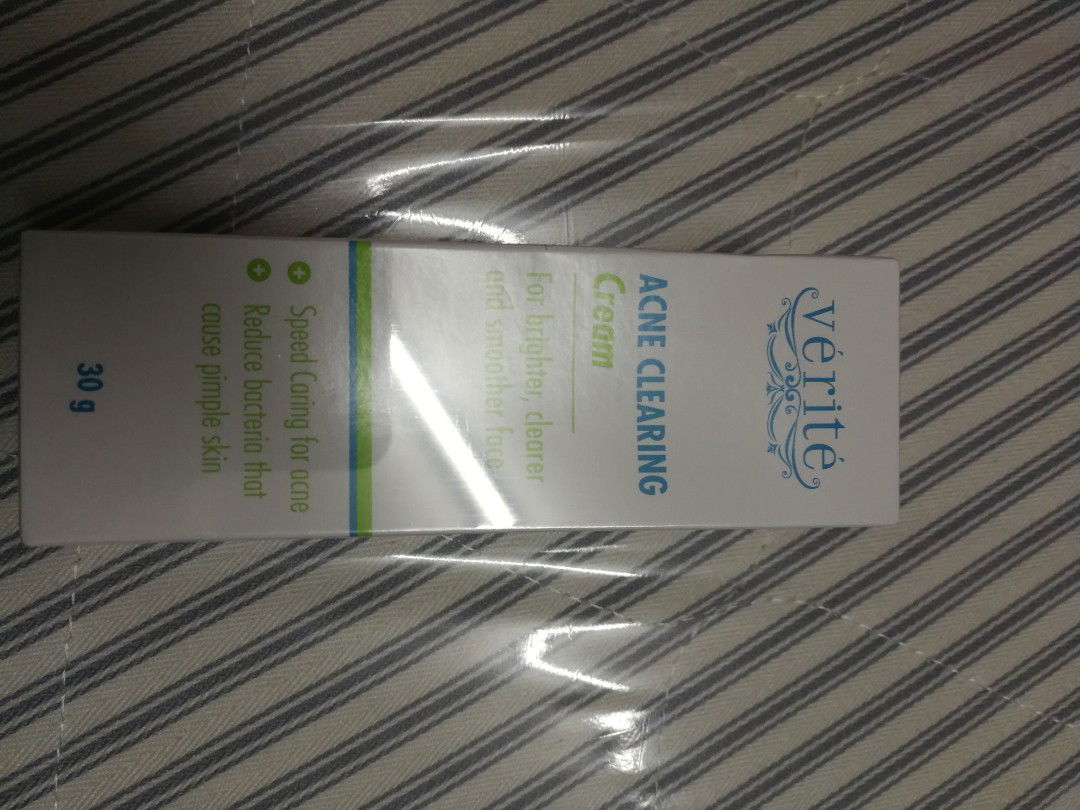 vérité
ACNE CLEARING
Cream
For brighter, clearer
and smoother face
Speed Caring for acne
Reduce bacteria that
cause pimple skin
30 g